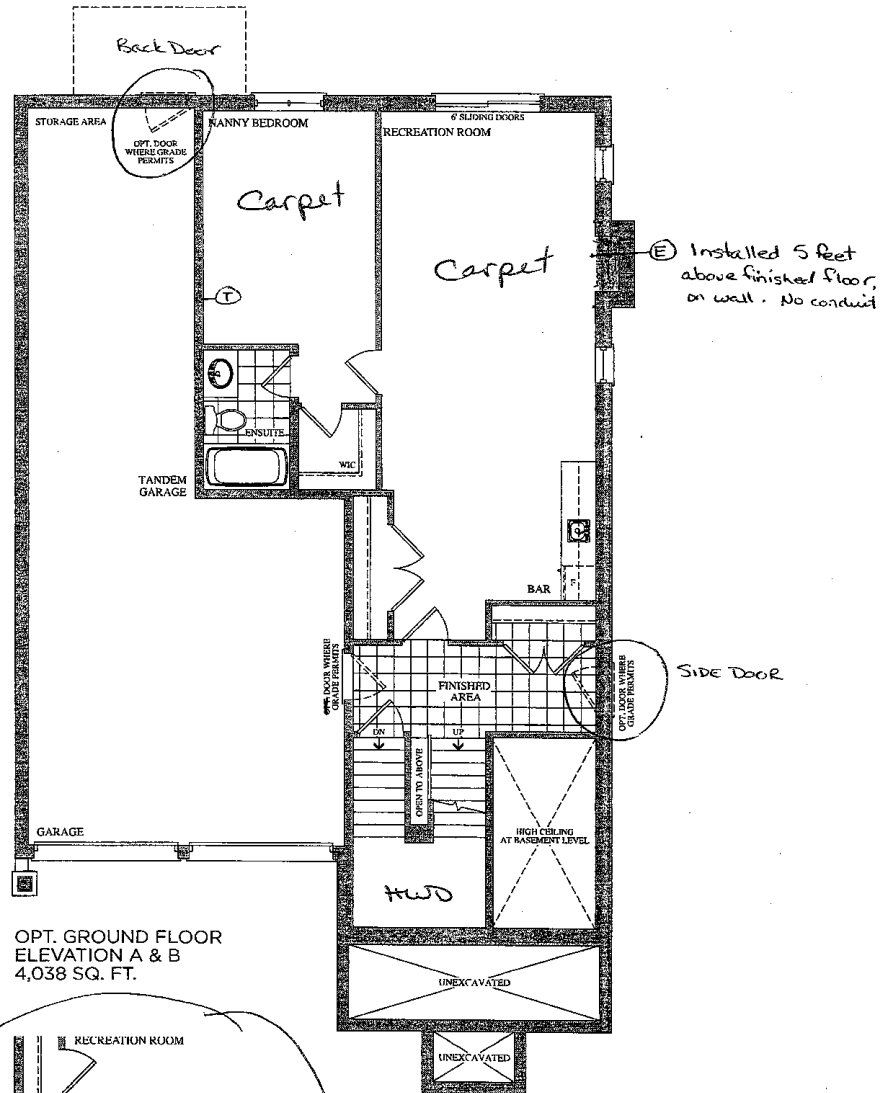 Back Door
STORAGE AREA
OPT. DOOR
WHERE GRADE
PERMITS
NANNY BEDROOM
6' SLIDING DOORS
RECREATION ROOM
Carpet
Carpet
E Installed 5 feet
above finished floor,
on wall. No conduit
T
ENSUITE
WIC
TANDEM
GARAGE
BAR
OPT. DOOR WHERE
GRADE PERMITS
FINISHED
AREA
OPT. DOOR WHERE
GRADE PERMITS
SIDE DOOR
DN
UP
OPEN TO ABOVE
GARAGE
HIGH CEILING
AT BASEMENT LEVEL
HWD
OPT. GROUND FLOOR
ELEVATION A & B
4,038 SQ. FT.
UNEXCAVATED
RECREATION ROOM
UNEXCAVATED